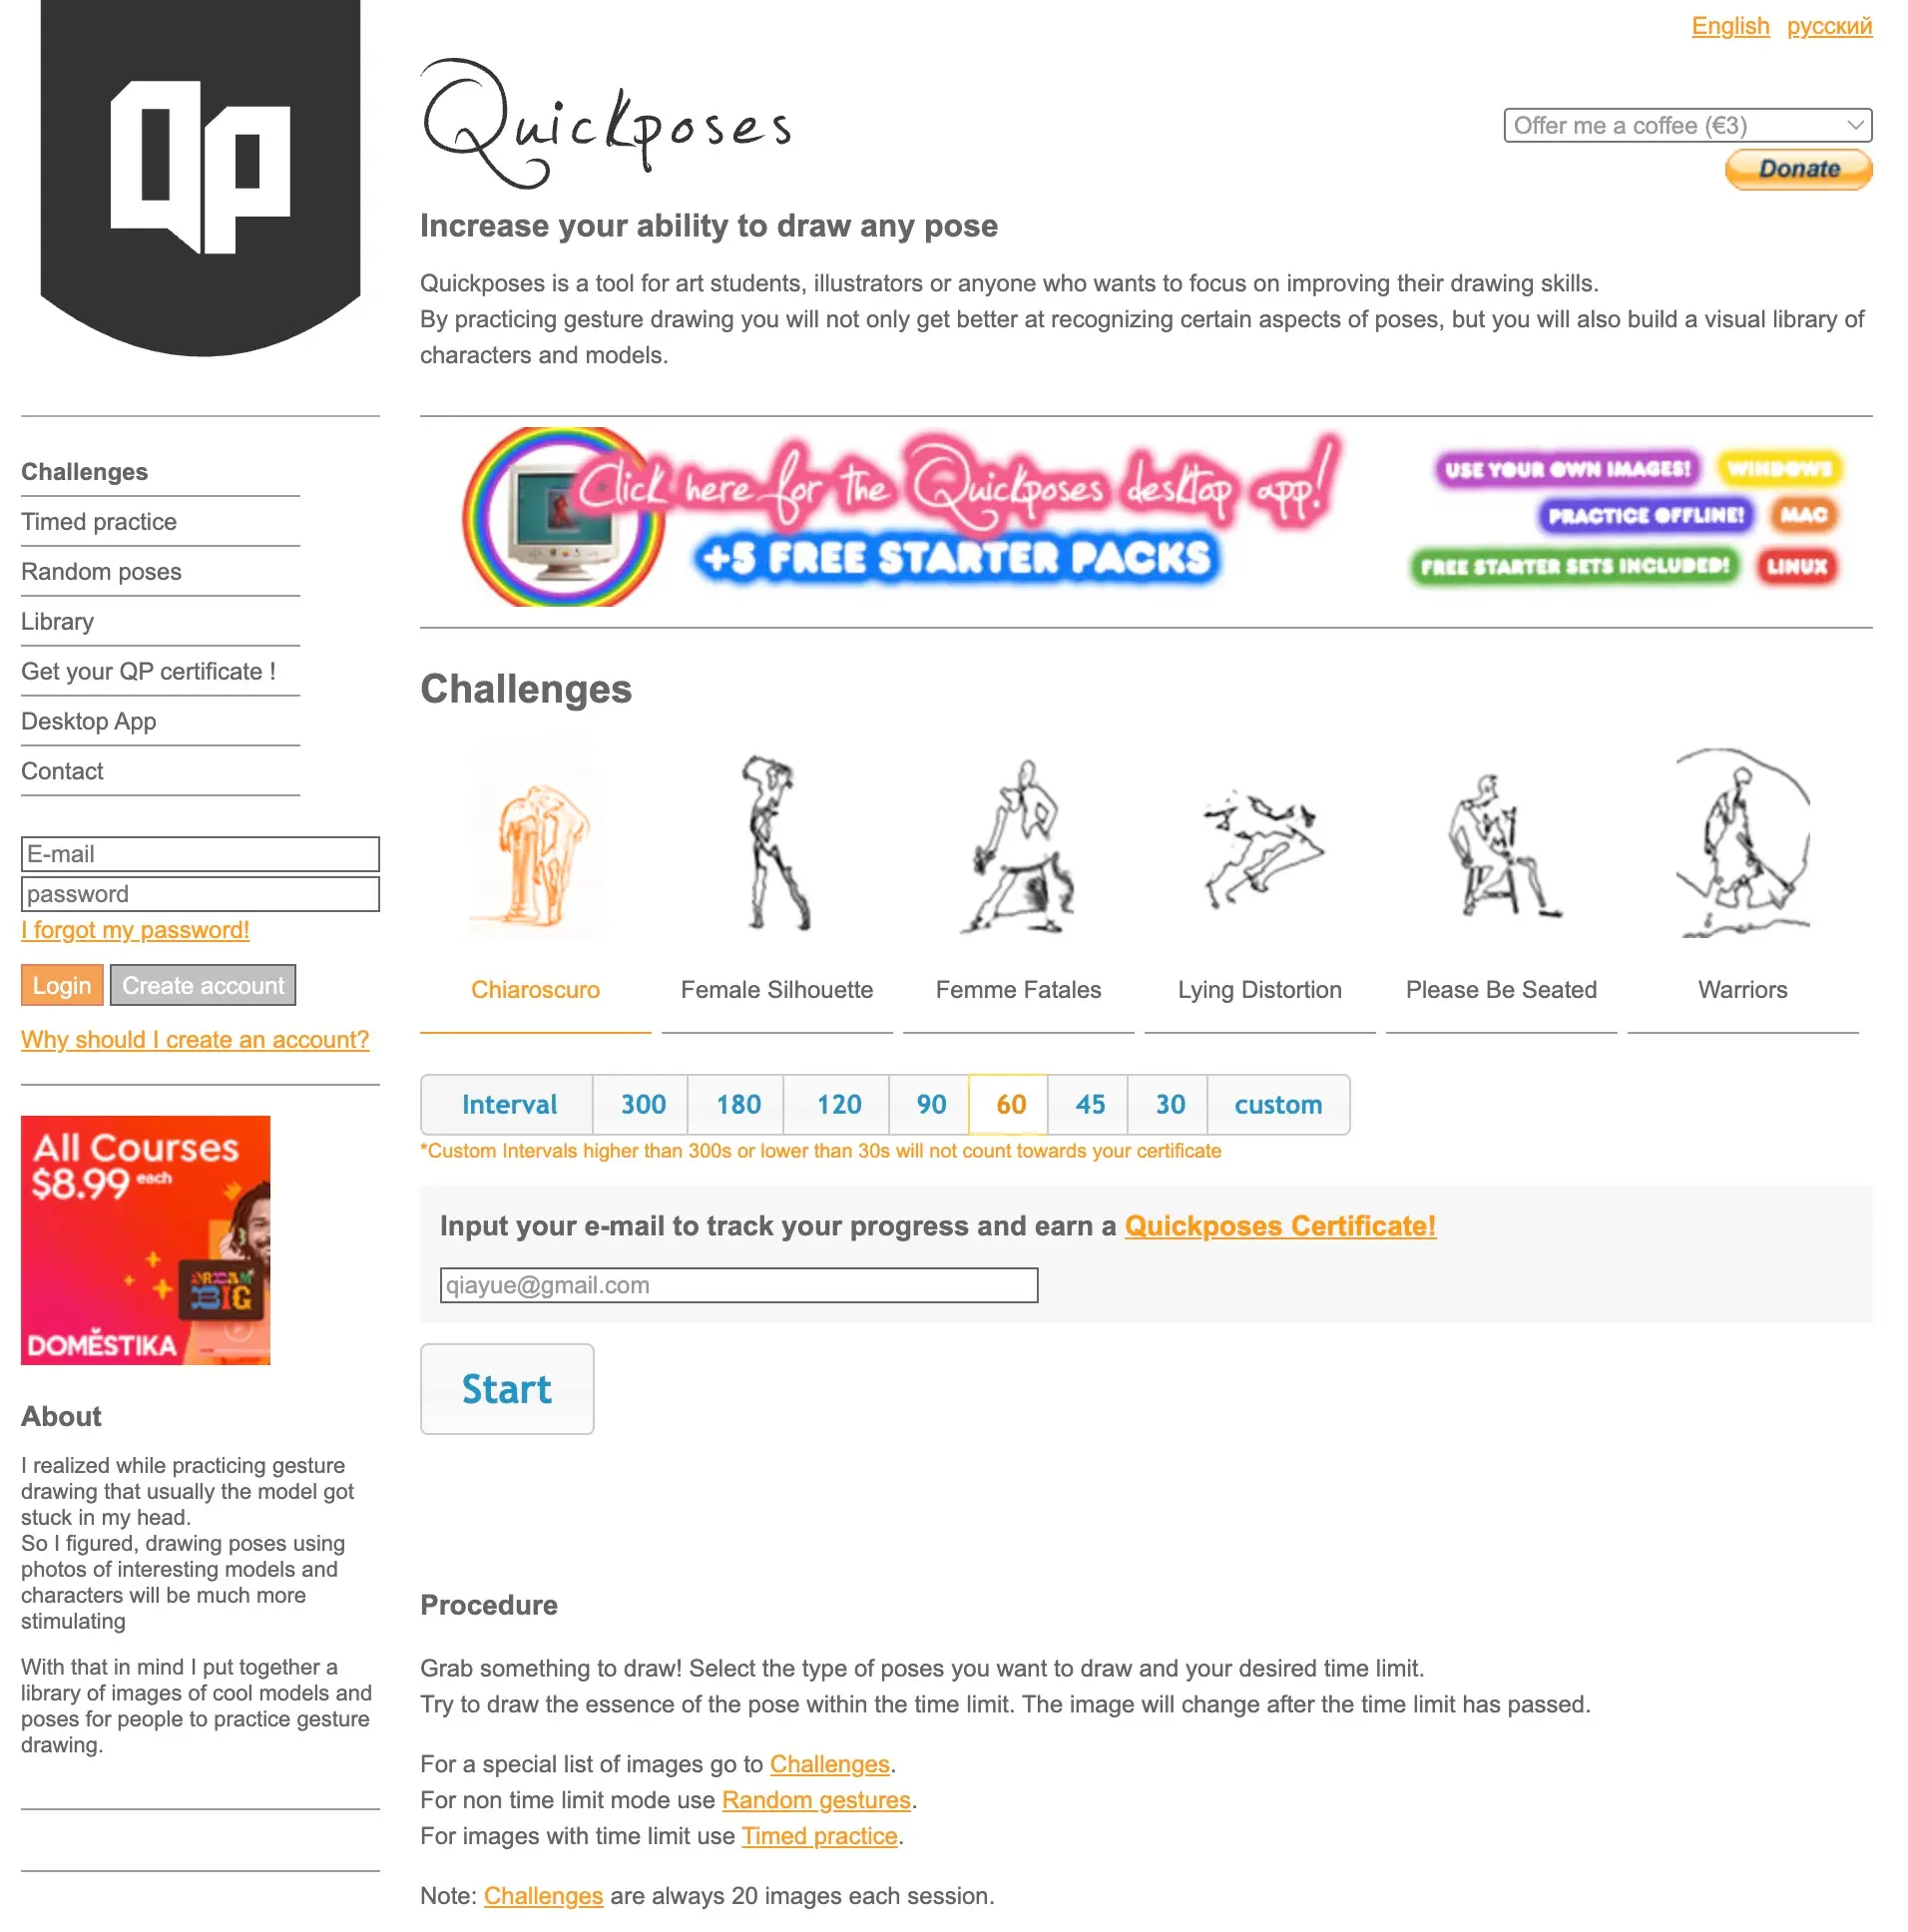 English русский
QP
Quickposes
Offer me a coffee (€3)
Donate
Increase your ability to draw any pose
Quickposes is a tool for art students, illustrators or anyone who wants to focus on improving their drawing skills.
By practicing gesture drawing you will not only get better at recognizing certain aspects of poses, but you will also build a visual library of
characters and models.
Click here for the Quickposes desktop app!
+5 FREE STARTER PACKS
USE YOUR OWN IMAGES! WINDOWS
PRACTICE OFFLINE! MAC
FREE STARTER SETS INCLUDED! LINUX
Challenges
Timed practice
Random poses
Library
Get your QP certificate !
Desktop App
Contact
E-mail
password
I forgot my password!
Login Create account
Why should I create an account?
All Courses
$8.99 each
DREAM
BIG
DOMESTIKA
About
I realized while practicing gesture
drawing that usually the model got
stuck in my head.
So I figured, drawing poses using
photos of interesting models and
characters will be much more
stimulating
With that in mind I put together a
library of images of cool models and
poses for people to practice gesture
drawing.
Challenges
Chiaroscuro Female Silhouette Femme Fatales Lying Distortion Please Be Seated Warriors
Interval 300 180 120 90 60 45 30 custom
*Custom Intervals higher than 300s or lower than 30s will not count towards your certificate
Input your e-mail to track your progress and earn a Quickposes Certificate!
qiayue@gmail.com
Start
Procedure
Grab something to draw! Select the type of poses you want to draw and your desired time limit.
Try to draw the essence of the pose within the time limit. The image will change after the time limit has passed.
For a special list of images go to Challenges.
For non time limit mode use Random gestures.
For images with time limit use Timed practice.
Note: Challenges are always 20 images each session.